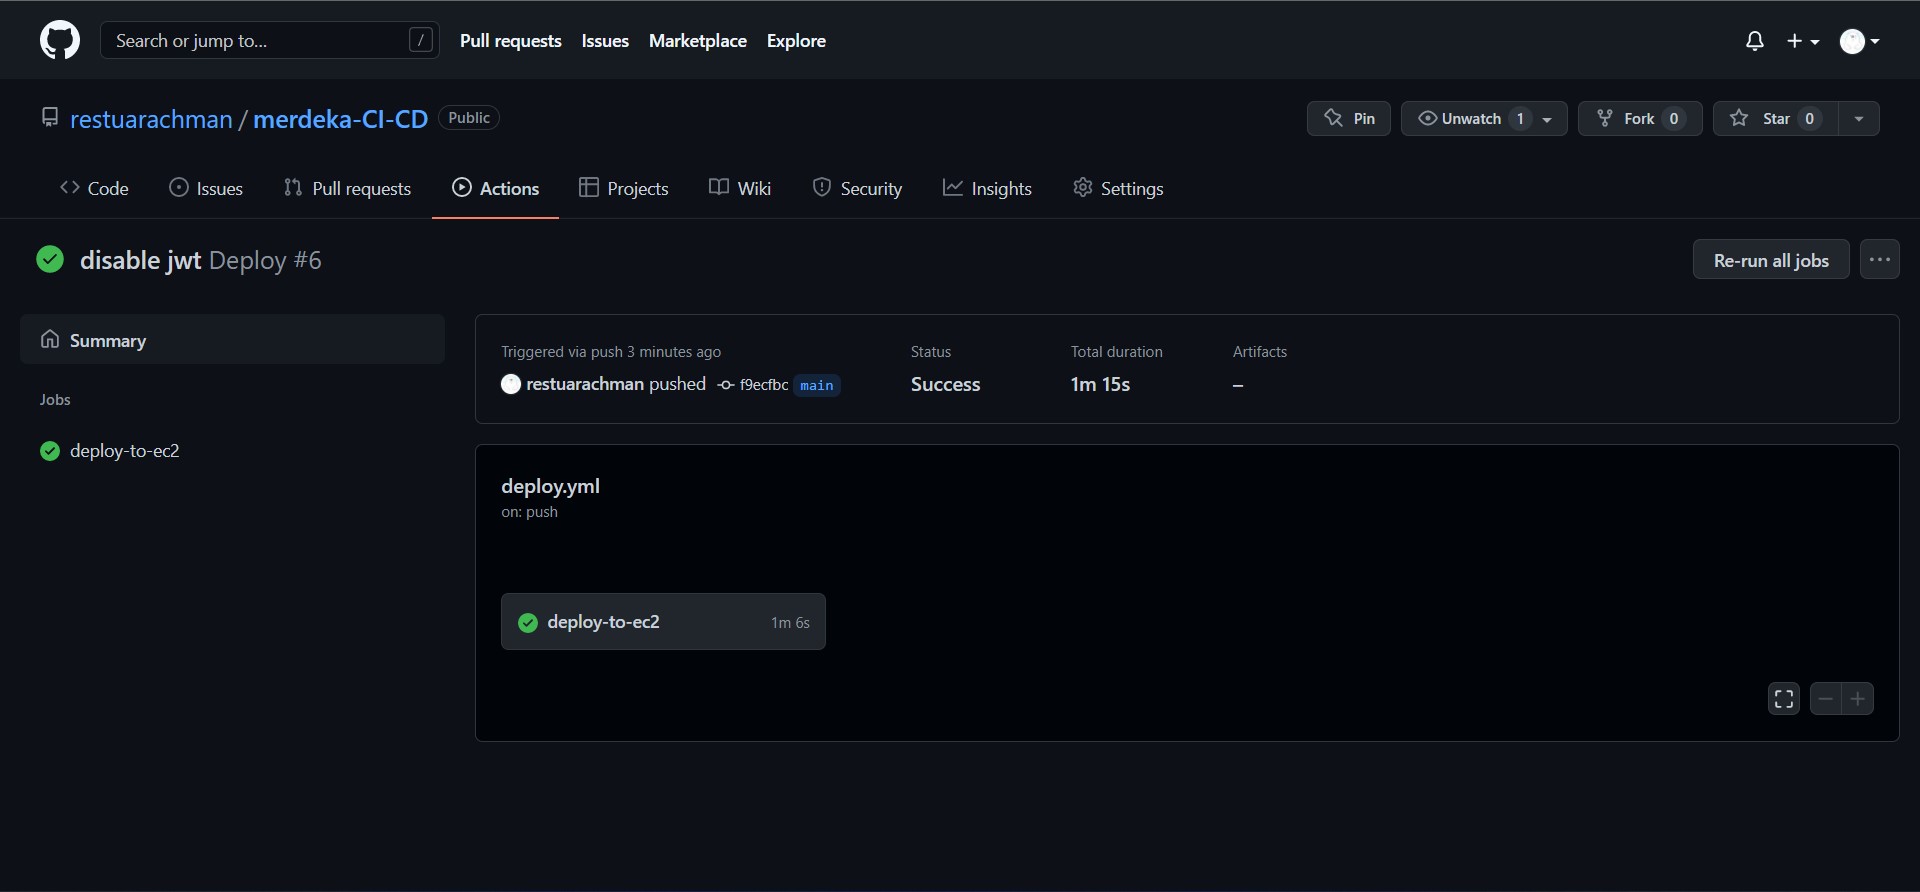 Search or jump to... / Pull requests Issues Marketplace Explore
restuarachman / merdeka-CI-CD Public Pin Unwatch 1 Fork 0 Star 0
Code Issues Pull requests Actions Projects Wiki Security Insights Settings
disable jwt Deploy #6 Re-run all jobs ...
Summary
Jobs
deploy-to-ec2
Triggered via push 3 minutes ago Status Total duration Artifacts
restuarachman pushed f9ecfbc main Success 1m 15s –
deploy.yml
on: push
deploy-to-ec2 1m 6s